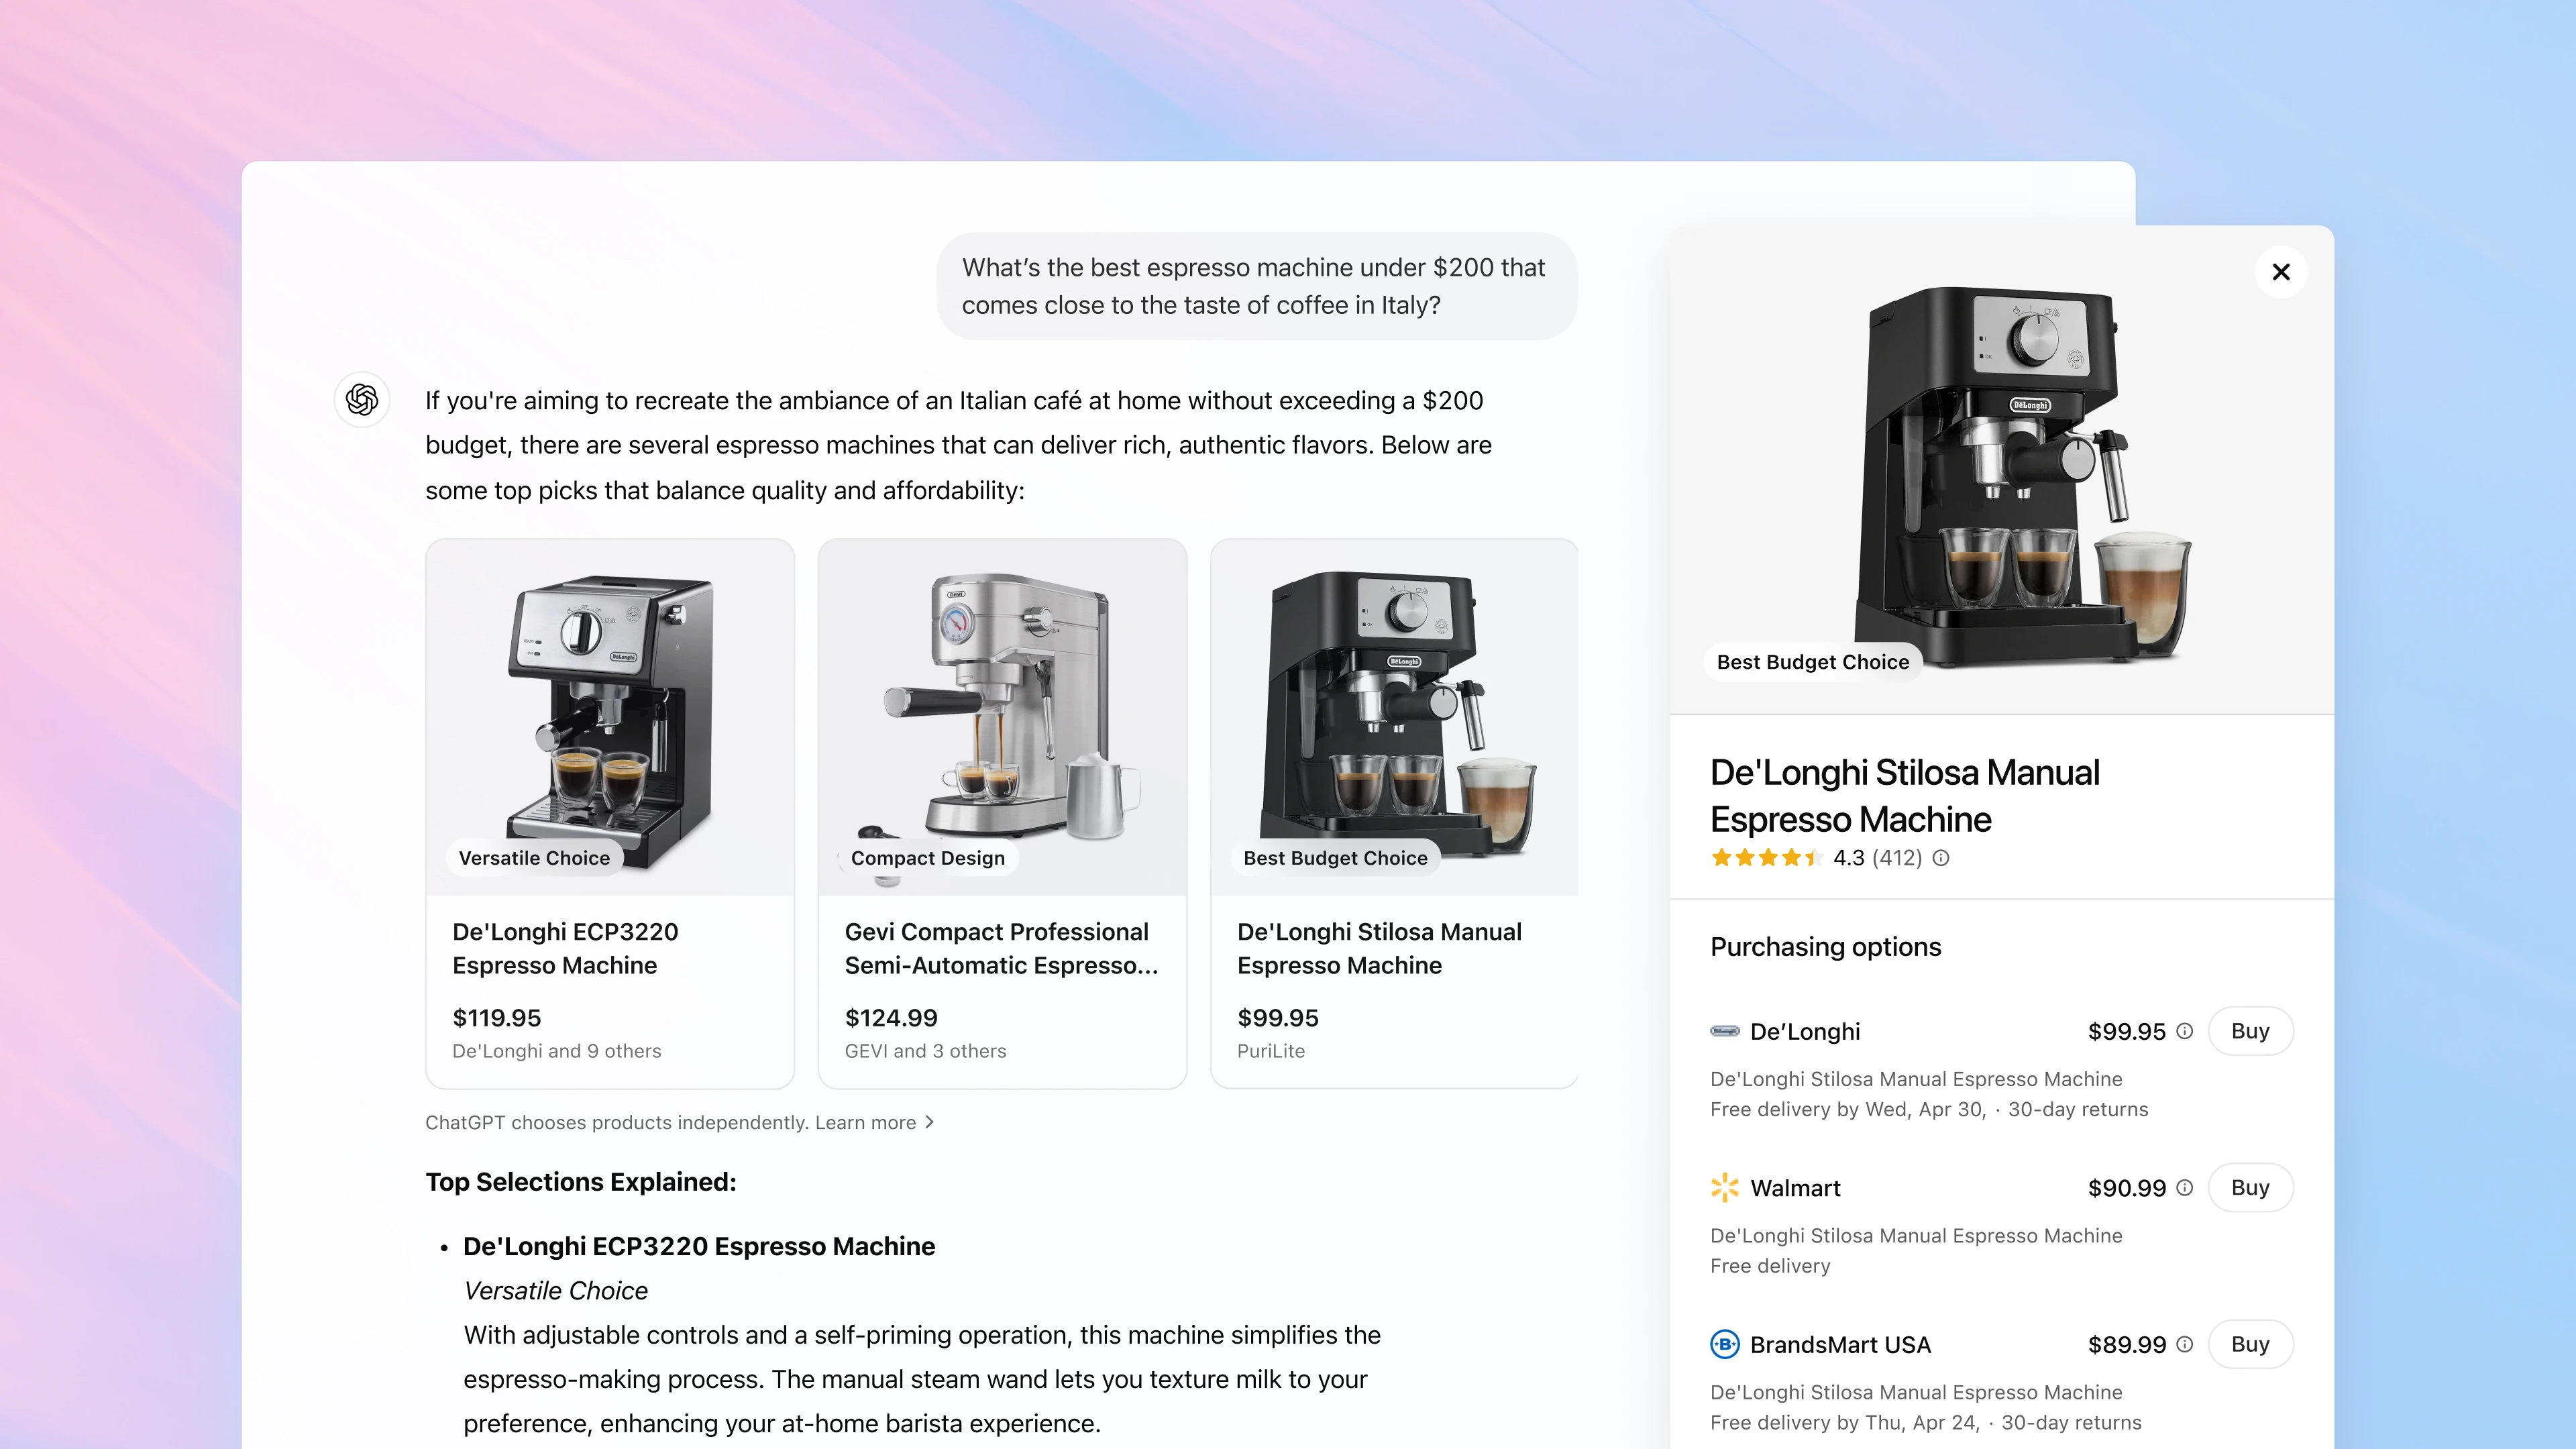 What’s the best espresso machine under $200 that
comes close to the taste of coffee in Italy?
If you're aiming to recreate the ambiance of an Italian café at home without exceeding a $200
budget, there are several espresso machines that can deliver rich, authentic flavors. Below are
some top picks that balance quality and affordability:
DeLonghi
Versatile Choice
De'Longhi ECP3220
Espresso Machine
$119.95
De'Longhi and 9 others
GEVI
Compact Design
Gevi Compact Professional
Semi-Automatic Espresso...
$124.99
GEVI and 3 others
DeLonghi
Best Budget Choice
De'Longhi Stilosa Manual
Espresso Machine
$99.95
PuriLite
ChatGPT chooses products independently. Learn more >
Top Selections Explained:
• De'Longhi ECP3220 Espresso Machine
Versatile Choice
With adjustable controls and a self-priming operation, this machine simplifies the
espresso-making process. The manual steam wand lets you texture milk to your
preference, enhancing your at-home barista experience.
DeLonghi
Best Budget Choice
De'Longhi Stilosa Manual
Espresso Machine
4.3 (412)
Purchasing options
De’Longhi $99.95 Buy
De'Longhi Stilosa Manual Espresso Machine
Free delivery by Wed, Apr 30, · 30-day returns
Walmart $90.99 Buy
De'Longhi Stilosa Manual Espresso Machine
Free delivery
B BrandsMart USA $89.99 Buy
De'Longhi Stilosa Manual Espresso Machine
Free delivery by Thu, Apr 24, · 30-day returns